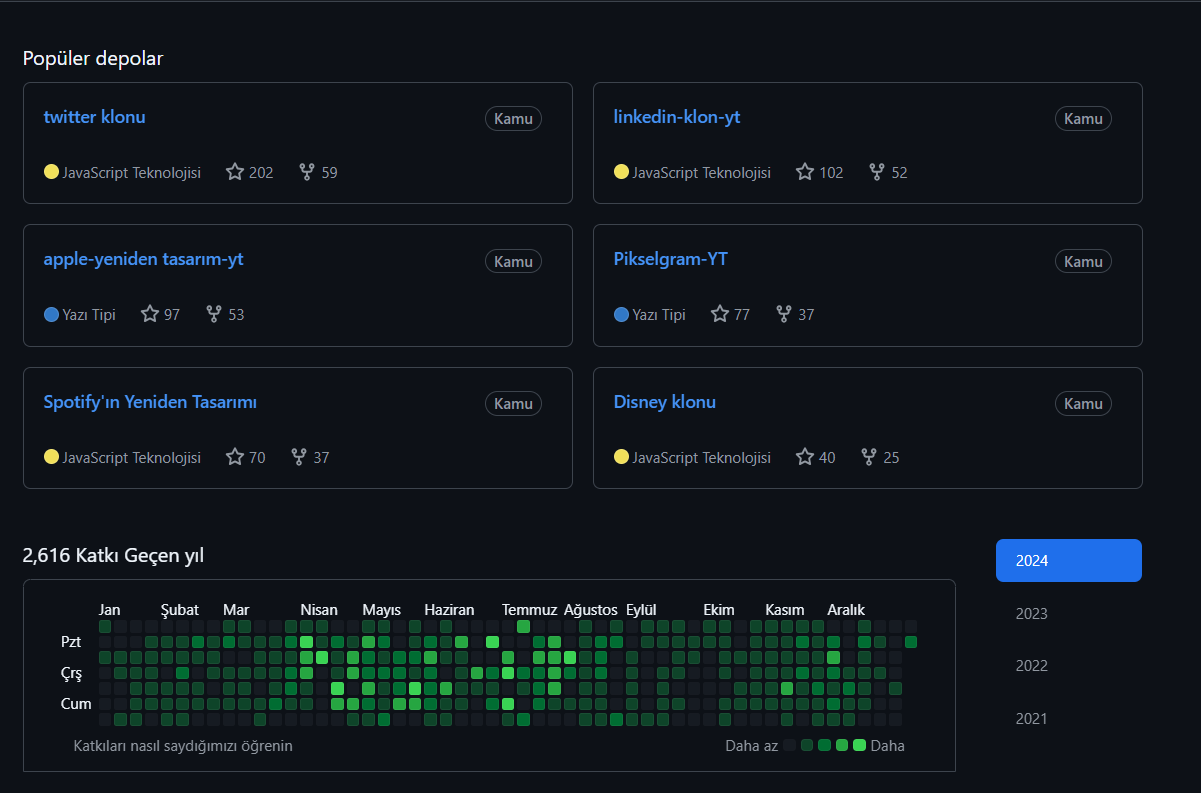 Popüler depolar
twitter klonu Kamu
JavaScript Teknolojisi 202 59
linkedin-klon-yt Kamu
JavaScript Teknolojisi 102 52
apple-yeniden tasarım-yt Kamu
Yazı Tipi 97 53
Pikselgram-YT Kamu
Yazı Tipi 77 37
Spotify'ın Yeniden Tasarımı Kamu
JavaScript Teknolojisi 70 37
Disney klonu Kamu
JavaScript Teknolojisi 40 25
2,616 Katkı Geçen yıl
Jan Şubat Mar Nisan Mayıs Haziran Temmuz Ağustos Eylül Ekim Kasım Aralık
Pzt
Çrş
Cum
Katkıları nasıl saydığımızı öğrenin Daha az Daha
2024
2023
2022
2021